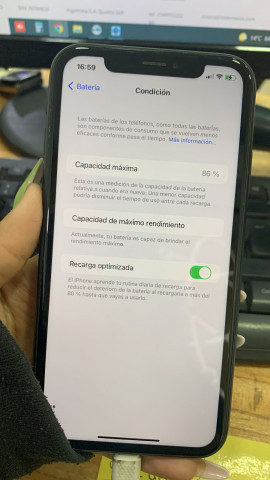 16:59
Batería
Condición
Las baterías de los teléfonos, como todas las baterías,
son componentes de consumo que se vuelven menos
eficaces conforme pasa el tiempo. Más información...
Capacidad máxima
86 %
Esta es una medición de la capacidad de la batería
relativa a cuando era nueva. Una menor capacidad
podría disminuir el tiempo de uso entre cada recarga.
Capacidad de máximo rendimiento
Actualmente, tu batería es capaz de brindar el
rendimiento máximo.
Recarga optimizada
El iPhone aprende tu rutina diaria de recarga para
reducir el deterioro de la batería al recargarla a más del
80 % hasta que vayas a usarlo.